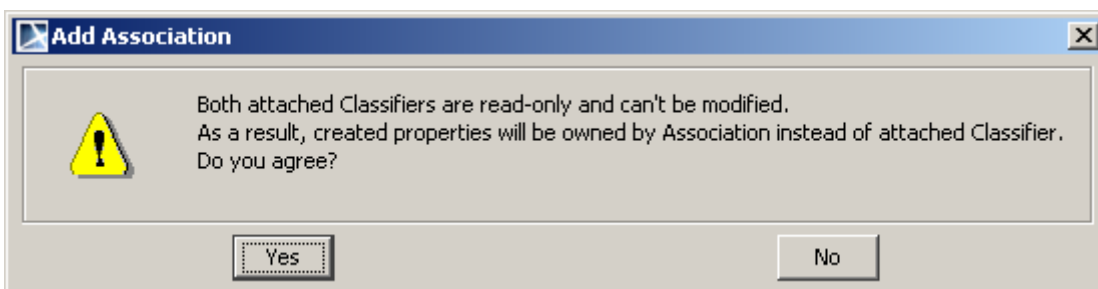 Add Association
Both attached Classifiers are read-only and can't be modified.
As a result, created properties will be owned by Association instead of attached Classifier.
Do you agree?
Yes
No